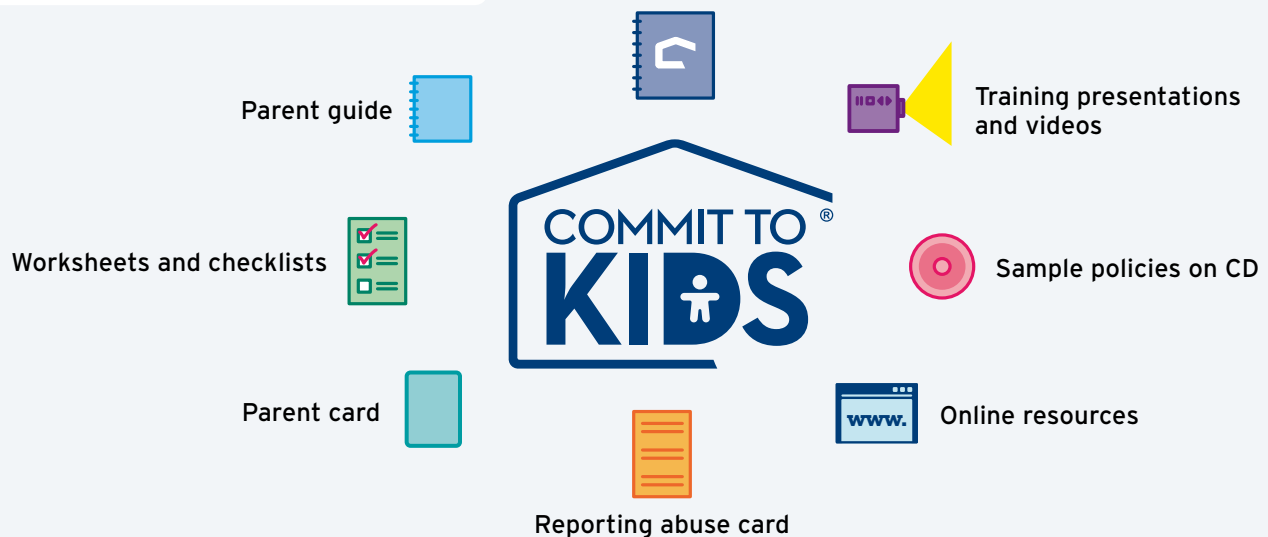 Parent guide
Training presentations
and videos
COMMIT TO ®
KIDS
Worksheets and checklists
Sample policies on CD
Parent card
www.
Online resources
Reporting abuse card